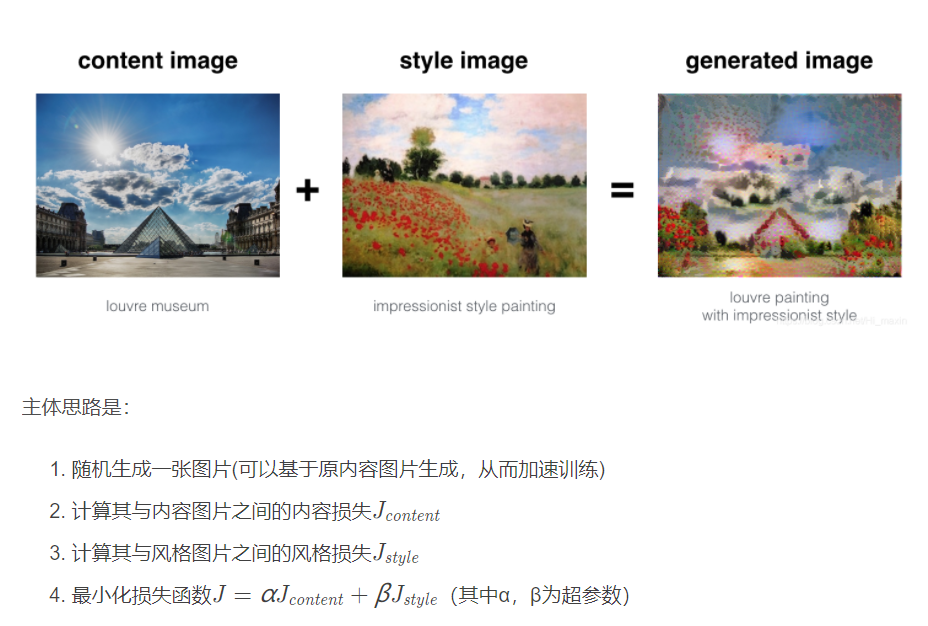 content image
style image
generated image
+
=
louvre museum
impressionist style painting
louvre painting
with impressionist style
主体思路是：
1. 随机生成一张图片(可以基于原内容图片生成，从而加速训练)
2. 计算其与内容图片之间的内容损失J_{content}
3. 计算其与风格图片之间的风格损失J_{style}
4. 最小化损失函数J = αJ_{content} + βJ_{style}（其中α，β为超参数）